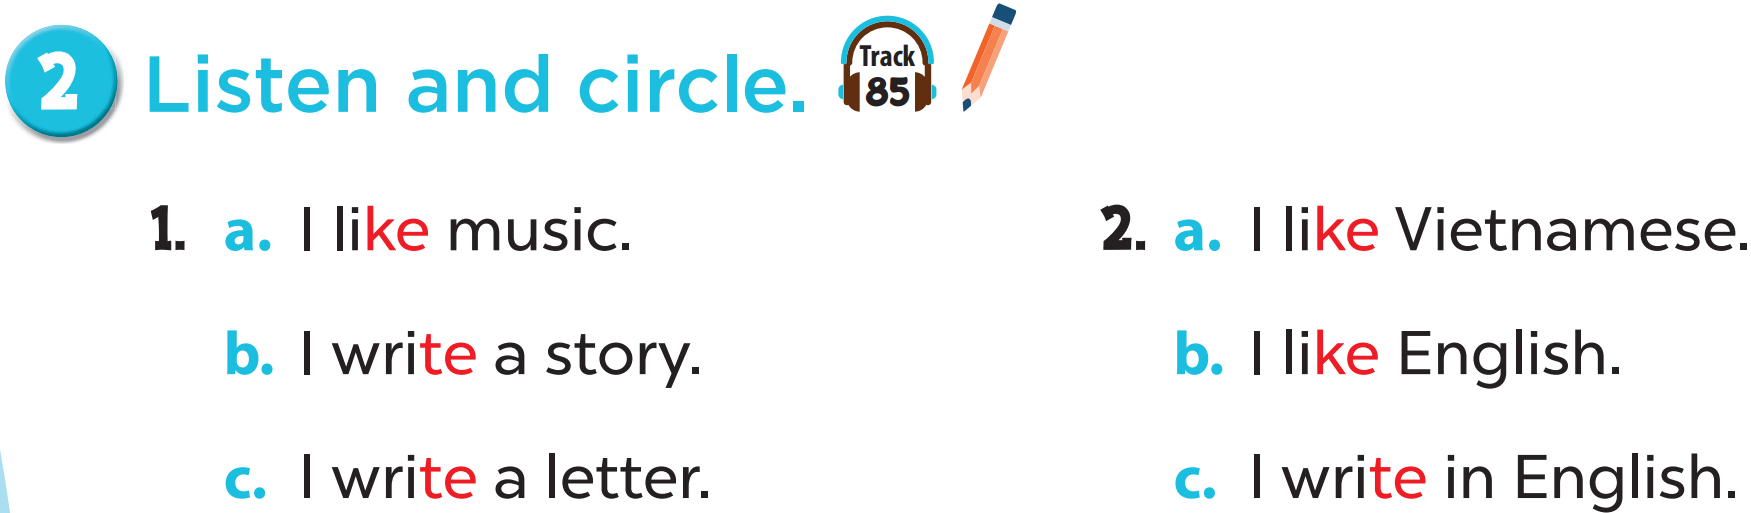 2 Listen and circle. Track 85
1. a. I like music.
b. I write a story.
c. I write a letter.
2. a. I like Vietnamese.
b. I like English.
c. I write in English.